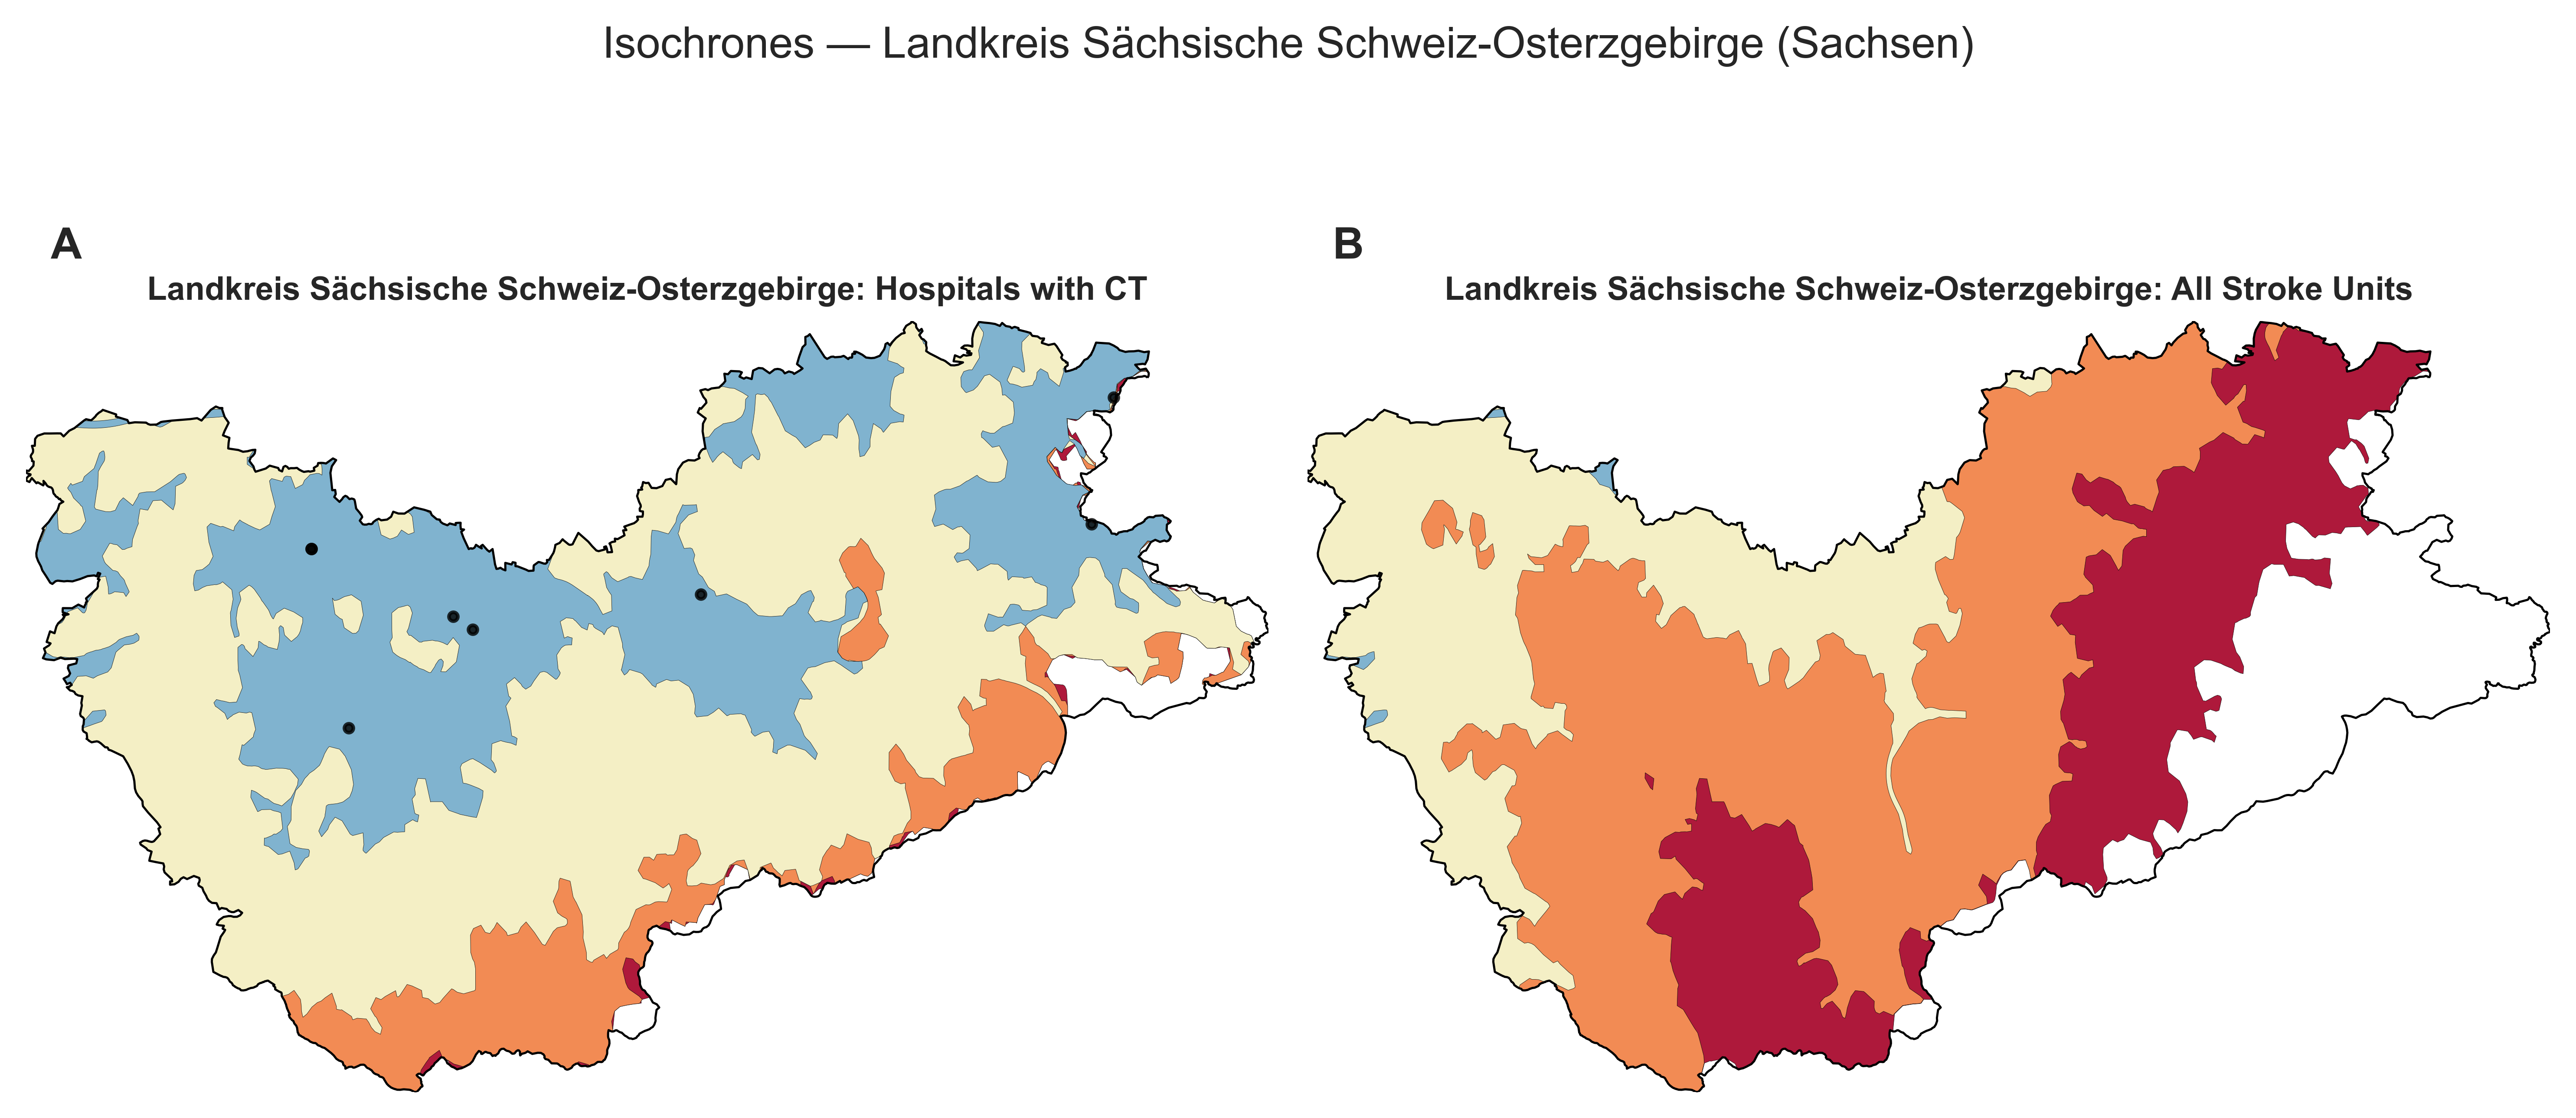 Isochrones — Landkreis Sächsische Schweiz-Osterzgebirge (Sachsen)
A
Landkreis Sächsische Schweiz-Osterzgebirge: Hospitals with CT
B
Landkreis Sächsische Schweiz-Osterzgebirge: All Stroke Units